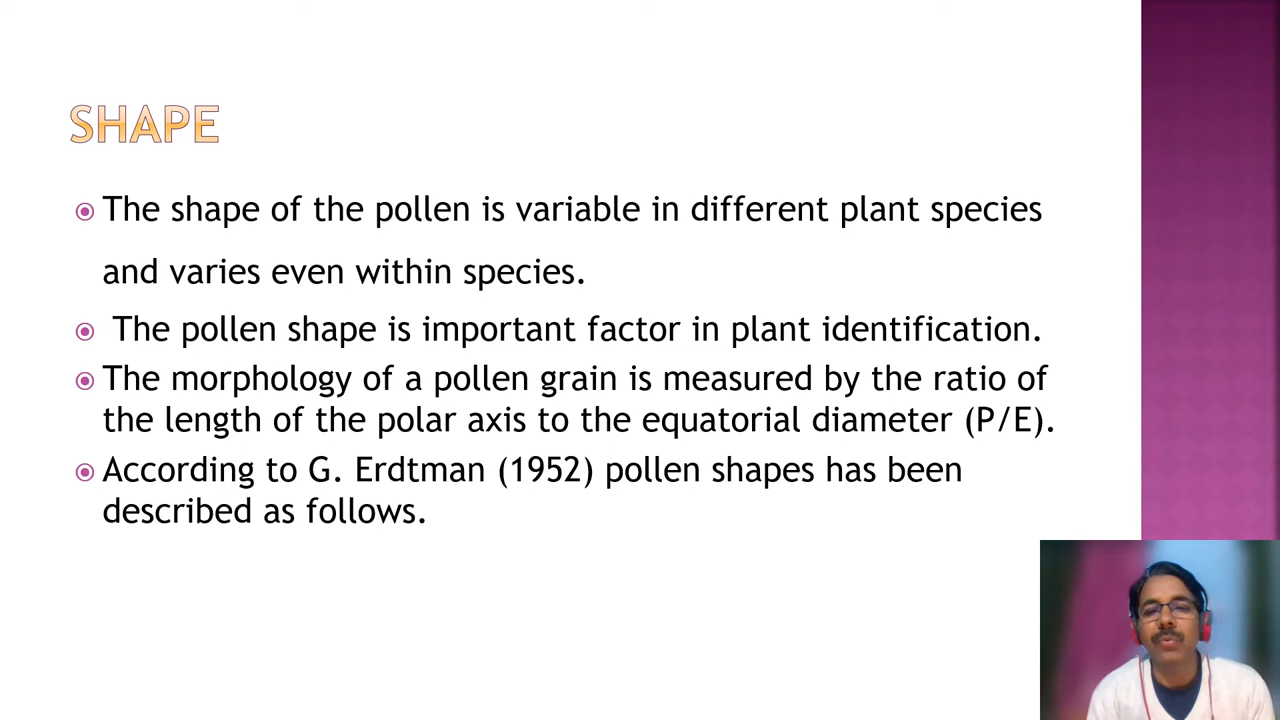 SHAPE
The shape of the pollen is variable in different plant species
and varies even within species.
The pollen shape is important factor in plant identification.
The morphology of a pollen grain is measured by the ratio of
the length of the polar axis to the equatorial diameter (P/E).
According to G. Erdtman (1952) pollen shapes has been
described as follows.